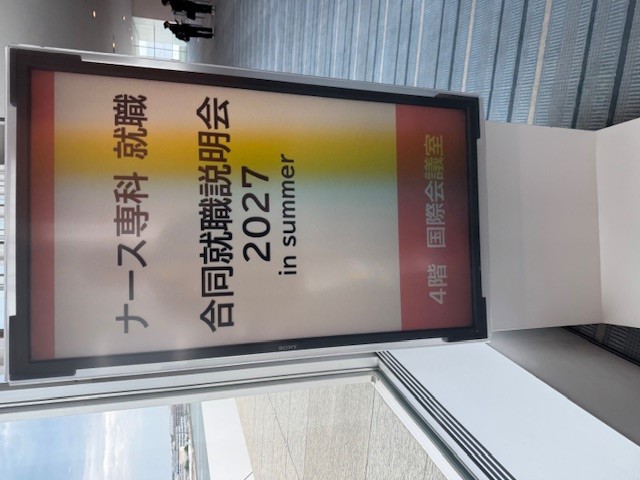 ナース専科 就職
合同就職説明会
2027
in summer
4階 国際会議室
SONY